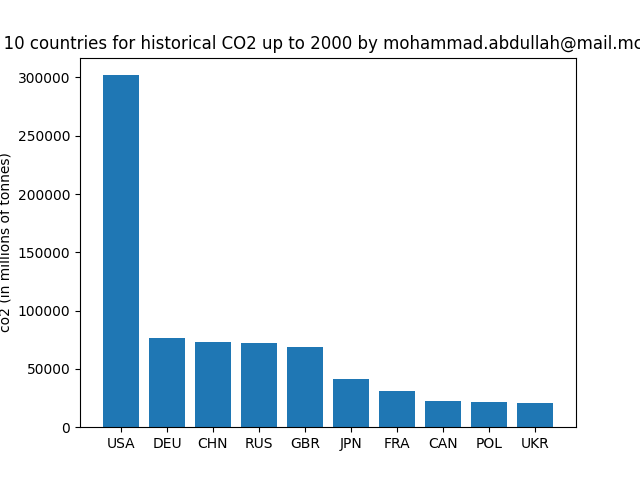 10 countries for historical CO2 up to 2000 by mohammad.abdullah@mail.mc
co2 (in millions of tonnes)
300000
250000
200000
150000
100000
50000
0
USA DEU CHN RUS GBR JPN FRA CAN POL UKR